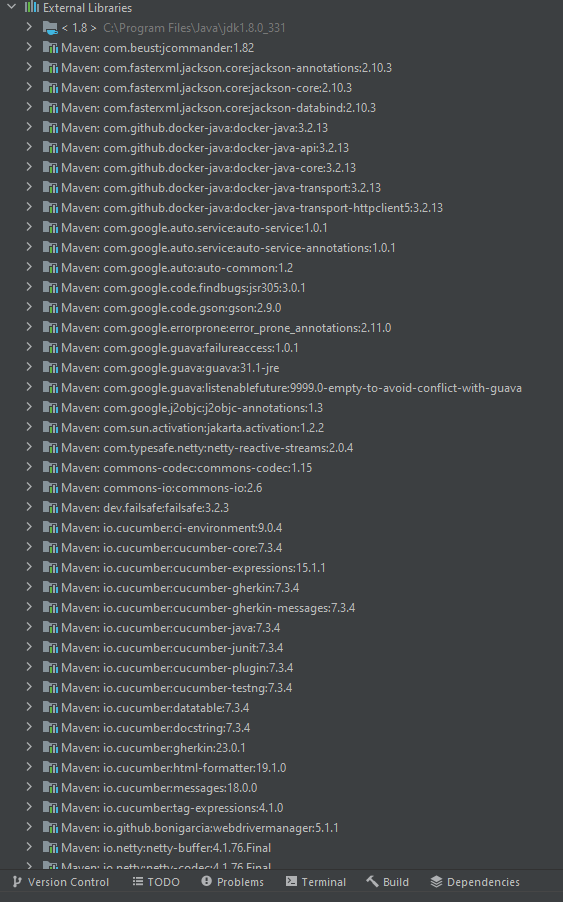 External Libraries
< 1.8 > C:\Program Files\Java\jdk1.8.0_331
Maven: com.beust:jcommander:1.82
Maven: com.fasterxml.jackson.core:jackson-annotations:2.10.3
Maven: com.fasterxml.jackson.core:jackson-core:2.10.3
Maven: com.fasterxml.jackson.core:jackson-databind:2.10.3
Maven: com.github.docker-java:docker-java:3.2.13
Maven: com.github.docker-java:docker-java-api:3.2.13
Maven: com.github.docker-java:docker-java-core:3.2.13
Maven: com.github.docker-java:docker-java-transport:3.2.13
Maven: com.github.docker-java:docker-java-transport-httpclient5:3.2.13
Maven: com.google.auto.service:auto-service:1.0.1
Maven: com.google.auto.service:auto-service-annotations:1.0.1
Maven: com.google.auto:auto-common:1.2
Maven: com.google.code.findbugs:jsr305:3.0.1
Maven: com.google.code.gson:gson:2.9.0
Maven: com.google.errorprone:error_prone_annotations:2.11.0
Maven: com.google.guava:failureaccess:1.0.1
Maven: com.google.guava:guava:31.1-jre
Maven: com.google.guava:listenablefuture:9999.0-empty-to-avoid-conflict-with-guava
Maven: com.google.j2objc:j2objc-annotations:1.3
Maven: com.sun.activation:jakarta.activation:1.2.2
Maven: com.typesafe.netty:netty-reactive-streams:2.0.4
Maven: commons-codec:commons-codec:1.15
Maven: commons-io:commons-io:2.6
Maven: dev.failsafe:failsafe:3.2.3
Maven: io.cucumber:ci-environment:9.0.4
Maven: io.cucumber:cucumber-core:7.3.4
Maven: io.cucumber:cucumber-expressions:15.1.1
Maven: io.cucumber:cucumber-gherkin:7.3.4
Maven: io.cucumber:cucumber-gherkin-messages:7.3.4
Maven: io.cucumber:cucumber-java:7.3.4
Maven: io.cucumber:cucumber-junit:7.3.4
Maven: io.cucumber:cucumber-plugin:7.3.4
Maven: io.cucumber:cucumber-testng:7.3.4
Maven: io.cucumber:datatable:7.3.4
Maven: io.cucumber:docstring:7.3.4
Maven: io.cucumber:gherkin:23.0.1
Maven: io.cucumber:html-formatter:19.1.0
Maven: io.cucumber:messages:18.0.0
Maven: io.cucumber:tag-expressions:4.1.0
Maven: io.github.bonigarcia:webdrivermanager:5.1.1
Maven: io.netty:netty-buffer:4.1.76.Final
Maven: io.netty:netty-codec:4.1.76.Final
Version Control TODO Problems Terminal Build Dependencies